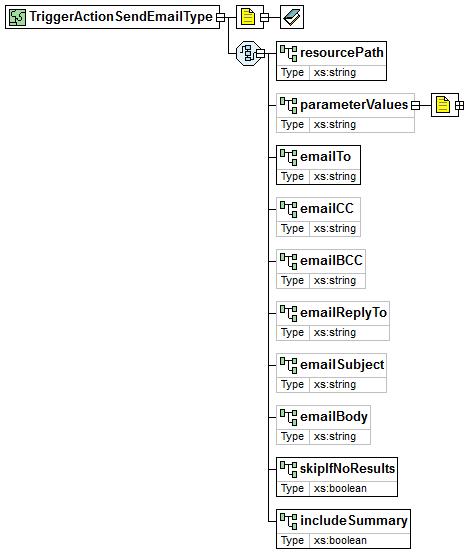 TriggerActionSendEmailType
resourcePath
Type xs:string
parameterValues
Type xs:string
emailTo
Type xs:string
emailCC
Type xs:string
emailBCC
Type xs:string
emailReplyTo
Type xs:string
emailSubject
Type xs:string
emailBody
Type xs:string
skipIfNoResults
Type xs:boolean
includeSummary
Type xs:boolean